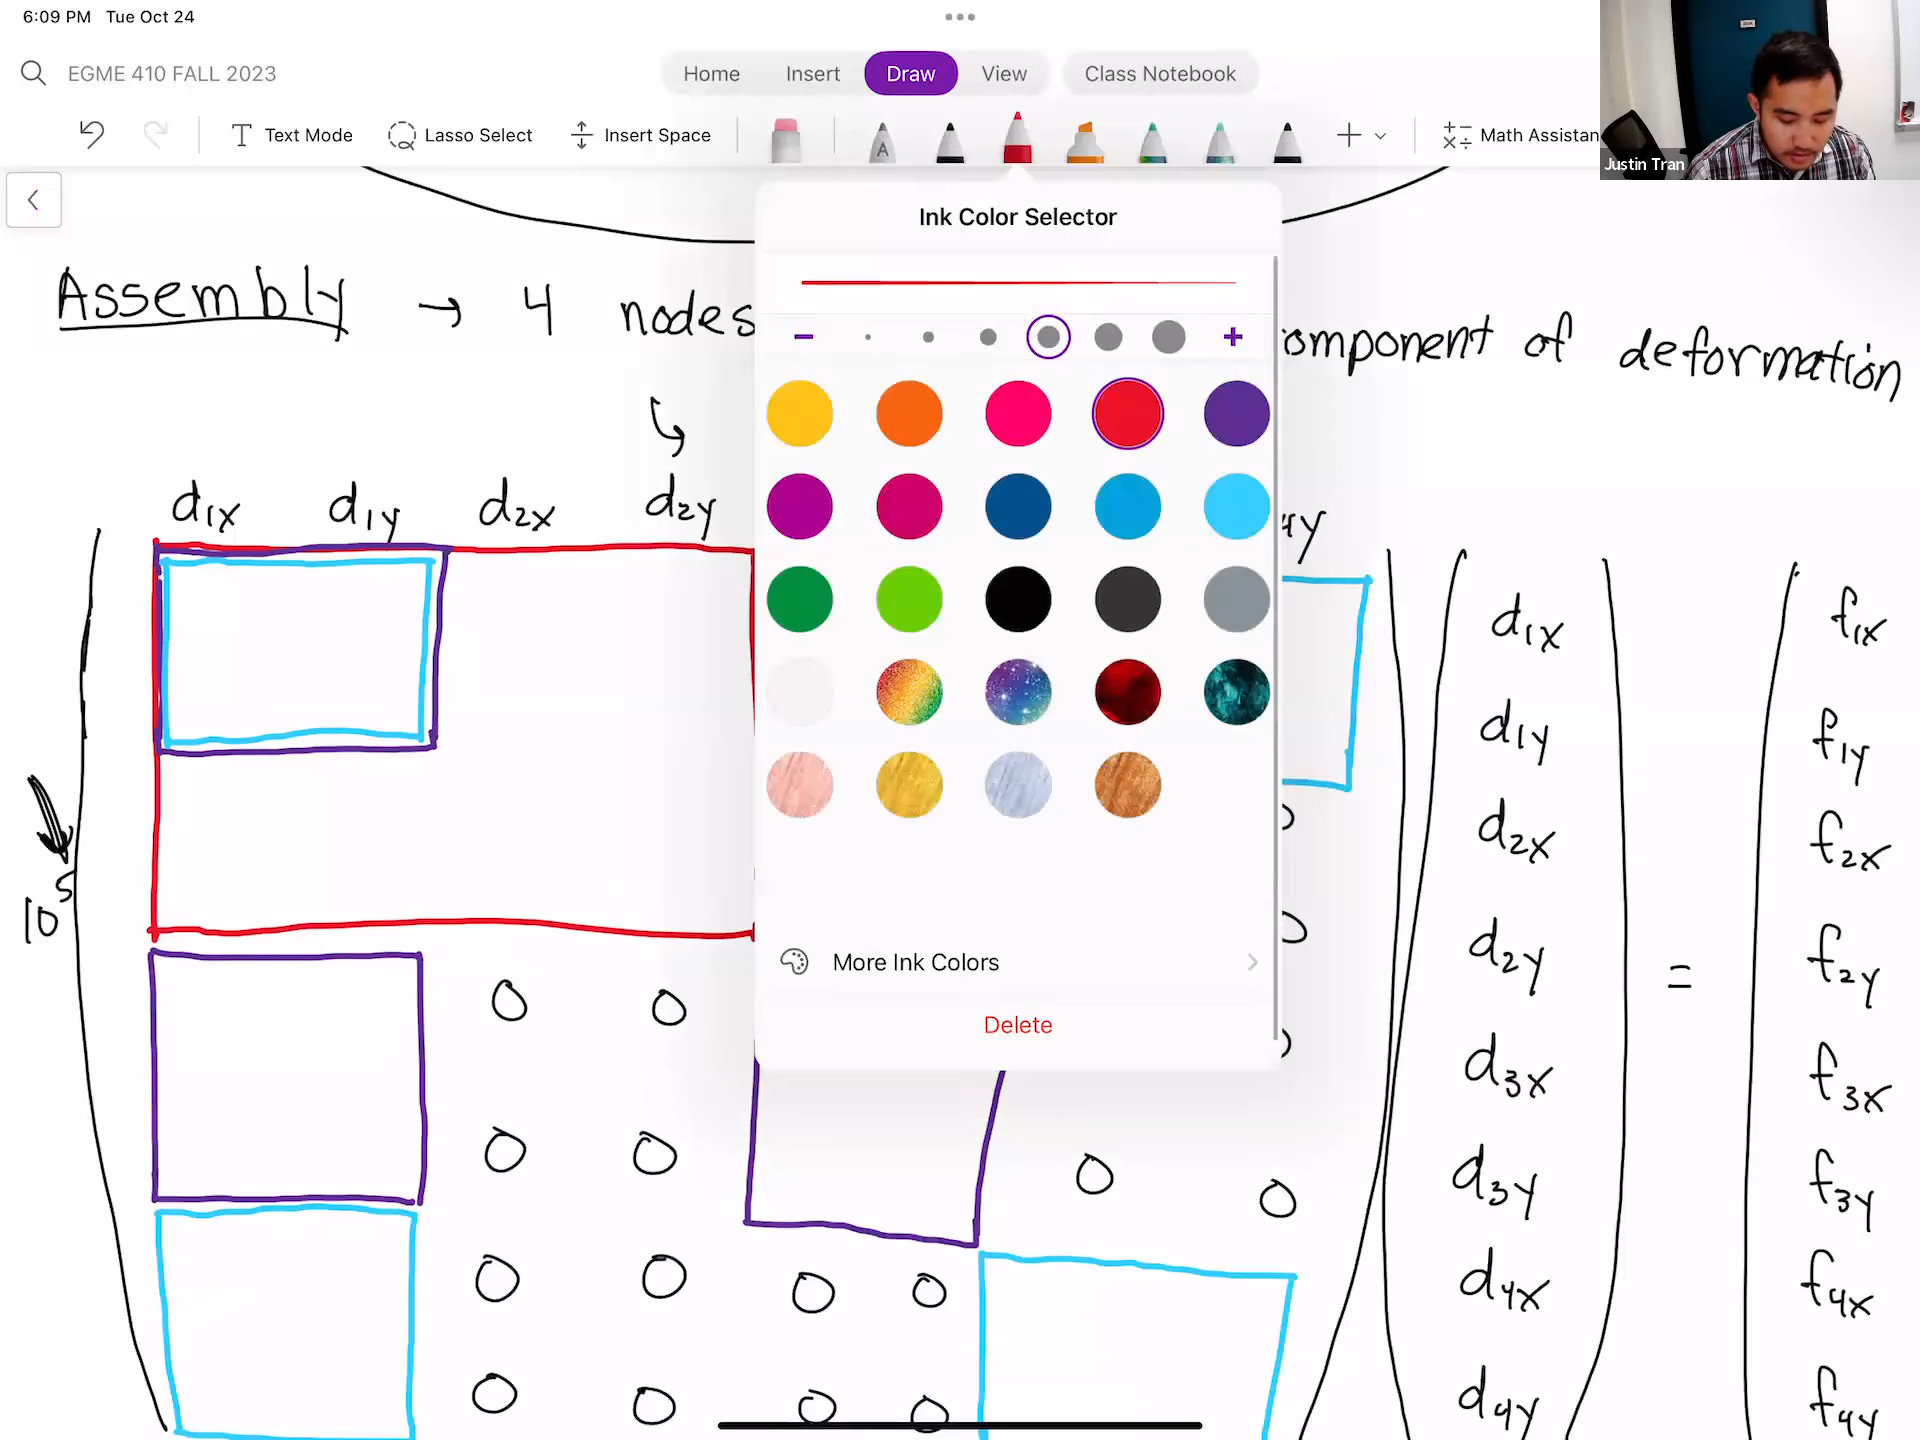 6:09 PM Tue Oct 24
EGME 410 FALL 2023
Home Insert Draw View Class Notebook
Text Mode Lasso Select Insert Space A Math Assistan
Justin Tran
Ink Color Selector
Assembly → 4 nodes omponent of deformation
d1x d1y d2x d2y 4y
More Ink Colors
Delete
10^5
O O
O
O
O
O O O O
O O O O
O O O O
d1x
d1y
d2x
d2y
d3x
d3y
d4x
d4y
=
f1x
f1y
f2x
f2y
f3x
f3y
f4x
f4y